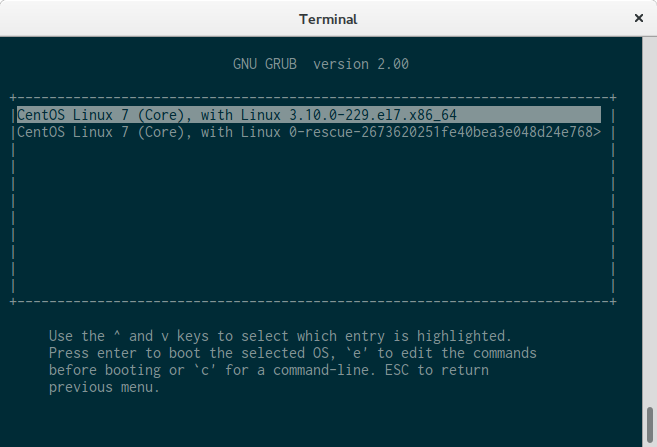 Terminal
GNU GRUB  version 2.00
CentOS Linux 7 (Core), with Linux 3.10.0-229.el7.x86_64
CentOS Linux 7 (Core), with Linux 0-rescue-2673620251fe40bea3e048d24e768>
Use the ^ and v keys to select which entry is highlighted.
Press enter to boot the selected OS, `e' to edit the commands
before booting or `c' for a command-line. ESC to return
previous menu.